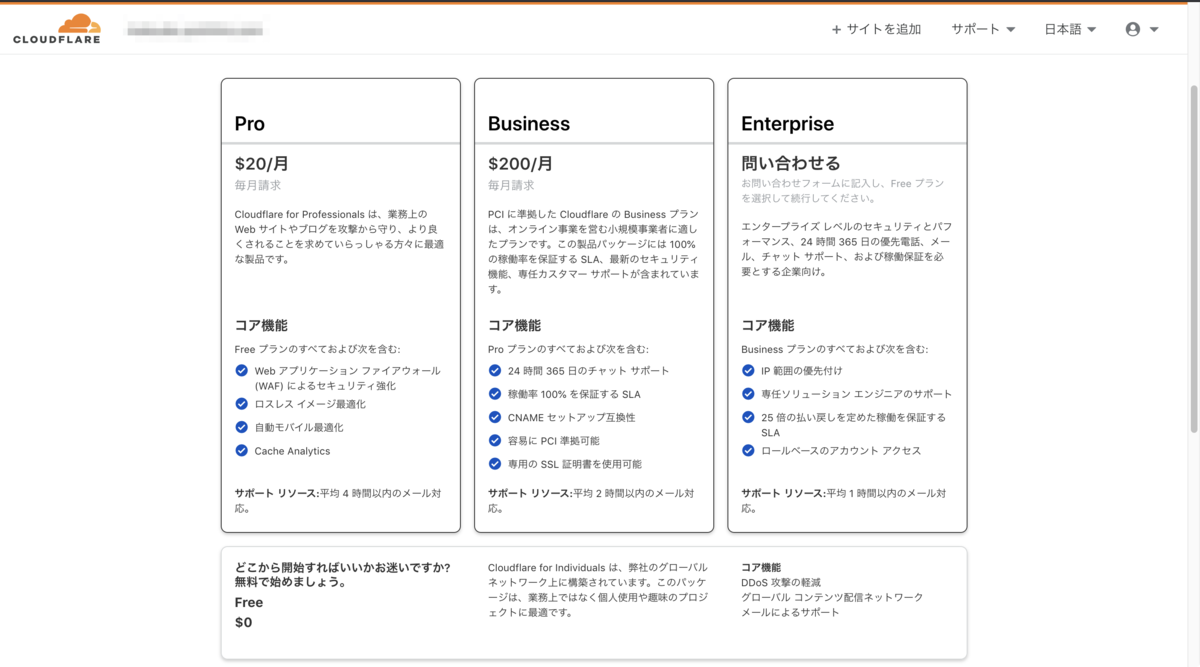 CLOUDFLARE
+ サイトを追加
サポート
日本語
Pro
$20/月
毎月請求
Cloudflare for Professionals は、業務上の
Web サイトやブログを攻撃から守り、より良
くされることを求めていらっしゃる方々に最適
な製品です。
コア機能
Free プランのすべておよび次を含む:
Web アプリケーション ファイアウォール
(WAF) によるセキュリティ強化
ロスレス イメージ最適化
自動モバイル最適化
Cache Analytics
サポート リソース:平均 4 時間以内のメール対
応。
Business
$200/月
毎月請求
PCI に準拠した Cloudflare の Business プラン
は、オンライン事業を営む小規模事業者に適し
たプランです。この製品パッケージには 100%
の稼働率を保証する SLA、最新のセキュリティ
機能、専任カスタマー サポートが含まれていま
す。
コア機能
Pro プランのすべておよび次を含む:
24 時間 365 日のチャット サポート
稼働率 100% を保証する SLA
CNAME セットアップ互換性
容易に PCI 準拠可能
専用の SSL 証明書を使用可能
サポート リソース:平均 2 時間以内のメール対
応。
Enterprise
問い合わせる
お問い合わせフォームに記入し、Free プラン
を選択して続行してください。
エンタープライズ レベルのセキュリティとパフ
ォーマンス、24 時間 365 日の優先電話、メー
ル、チャット サポート、および稼働保証を必
要とする企業向け。
コア機能
Business プランのすべておよび次を含む:
IP 範囲の優先付け
専任ソリューション エンジニアのサポート
25 倍の払い戻しを定めた稼働を保証する
SLA
ロールベースのアカウント アクセス
サポート リソース:平均 1 時間以内のメール対
応。
どこから開始すればいいかお迷いですか?
無料で始めましょう。
Free
$0
Cloudflare for Individuals は、弊社のグローバル
ネットワーク上に構築されています。このパッケ
ージは、業務上ではなく個人使用や趣味のプロジ
ェクトに最適です。
コア機能
DDoS 攻撃の軽減
グローバル コンテンツ配信ネットワーク
メールによるサポート